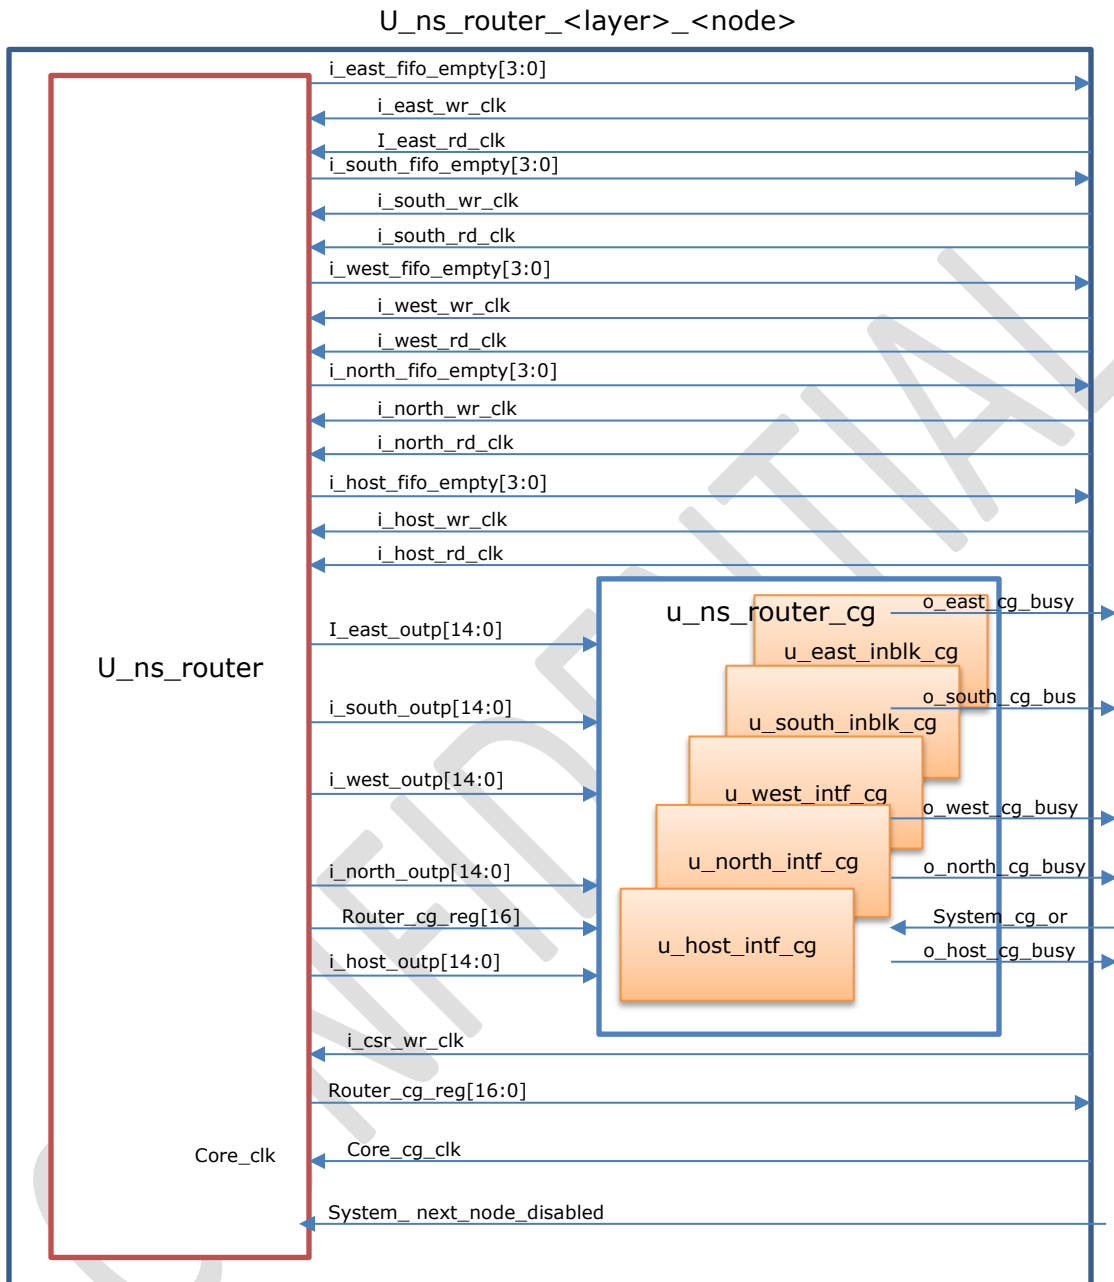 U_ns_router_<layer>_<node>
i_east_fifo_empty[3:0]
i_east_wr_clk
I_east_rd_clk
i_south_fifo_empty[3:0]
i_south_wr_clk
i_south_rd_clk
i_west_fifo_empty[3:0]
i_west_wr_clk
i_west_rd_clk
i_north_fifo_empty[3:0]
i_north_wr_clk
i_north_rd_clk
i_host_fifo_empty[3:0]
i_host_wr_clk
i_host_rd_clk
u_ns_router_cg
o_east_cg_busy
I_east_outp[14:0]
u_east_inblk_cg
U_ns_router
o_south_cg_bus
i_south_outp[14:0]
u_south_inblk_cg
i_west_outp[14:0]
u_west_intf_cg
o_west_cg_busy
u_north_intf_cg
o_north_cg_busy
i_north_outp[14:0]
Router_cg_reg[16]
System_cg_or
u_host_intf_cg
o_host_cg_busy
i_host_outp[14:0]
i_csr_wr_clk
Router_cg_reg[16:0]
Core_clk
Core_cg_clk
System_ next_node_disabled
CONFIDENTIAL